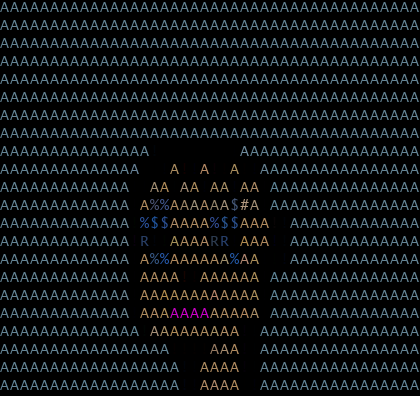 AAAAAAAAAAAAAAAAAAAAAAAAAAAAAAAAAAAAAAAAAA
AAAAAAAAAAAAAAAAAAAAAAAAAAAAAAAAAAAAAAAAAA
AAAAAAAAAAAAAAAAAAAAAAAAAAAAAAAAAAAAAAAAAA
AAAAAAAAAAAAAAAAAAAAAAAAAAAAAAAAAAAAAAAAAA
AAAAAAAAAAAAAAAAAAAAAAAAAAAAAAAAAAAAAAAAAA
AAAAAAAAAAAAAAAAAAAAAAAAAAAAAAAAAAAAAAAAAA
AAAAAAAAAAAAAAAAAAAAAAAAAAAAAAAAAAAAAAAAAA
AAAAAAAAAAAAAAAAAAAAAAAAAAAAAAAAAAAAAAAAAA
AAAAAAAAAAAAAAA         AAAAAAAAAAAAAAAAAA
AAAAAAAAAAAAAA   A  A  A  AAAAAAAAAAAAAAAA
AAAAAAAAAAAAA  AA AA AA AA AAAAAAAAAAAAAAA
AAAAAAAAAAAAA A%%AAAAAA$#A AAAAAAAAAAAAAAA
AAAAAAAAAAAAA %$$AAAA%$$AAA  AAAAAAAAAAAAA
AAAAAAAAAAAAA R  AAAARR AAA  AAAAAAAAAAAAA
AAAAAAAAAAAAA A%%AAAAAA%AA   AAAAAAAAAAAAA
AAAAAAAAAAAAA AAAA  AAAAAA AAAAAAAAAAAAAAA
AAAAAAAAAAAAA AAAAAAAAAAAA AAAAAAAAAAAAAAA
AAAAAAAAAAAAA AAAAAAAAAAAA AAAAAAAAAAAAAAA
AAAAAAAAAAAAAA AAAAAAAAA  AAAAAAAAAAAAAAAA
AAAAAAAAAAAAAAAAA    AAA  AAAAAAAAAAAAAAAA
AAAAAAAAAAAAAAAAAA  AAAA  AAAAAAAAAAAAAAAA
AAAAAAAAAAAAAAAAAA  AAAA  AAAAAAAAAAAAAAAA